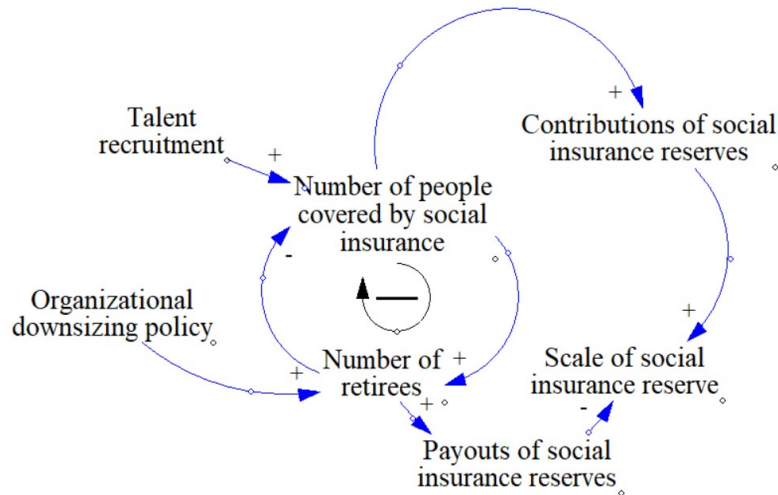 +
Talent
recruitment
+
Contributions of social
insurance reserves
Number of people
covered by social
insurance
-
Organizational
downsizing policy
+
Number of
retirees
+
+
+
Scale of social
insurance reserve
-
Payouts of social
insurance reserves